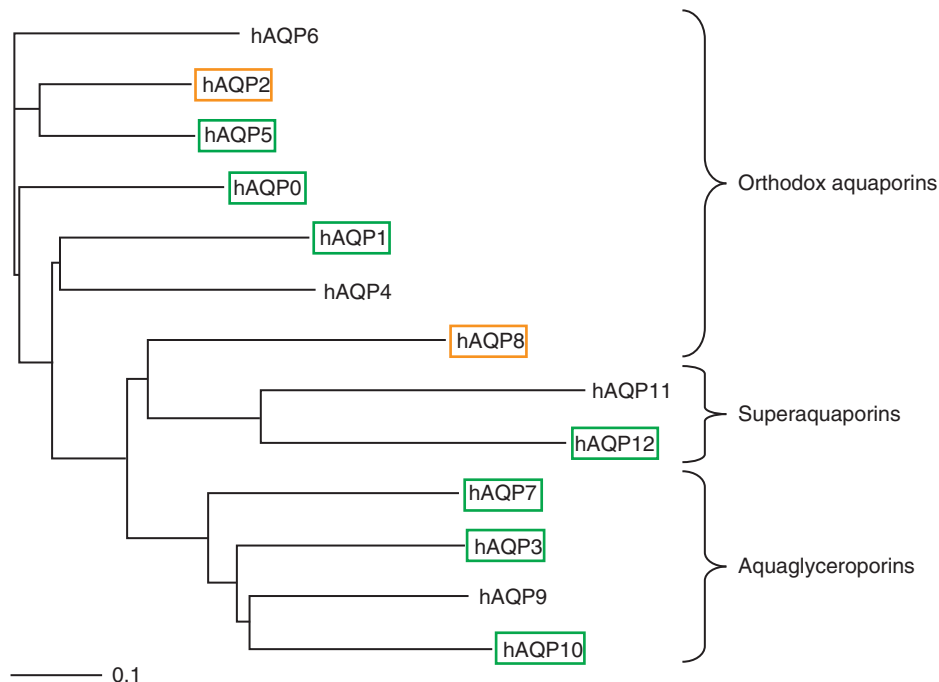 hAQP6
hAQP2
hAQP5
hAQP0
Orthodox aquaporins
hAQP1
hAQP4
hAQP8
hAQP11
Superaquaporins
hAQP12
hAQP7
hAQP3
Aquaglyceroporins
hAQP9
hAQP10
0.1